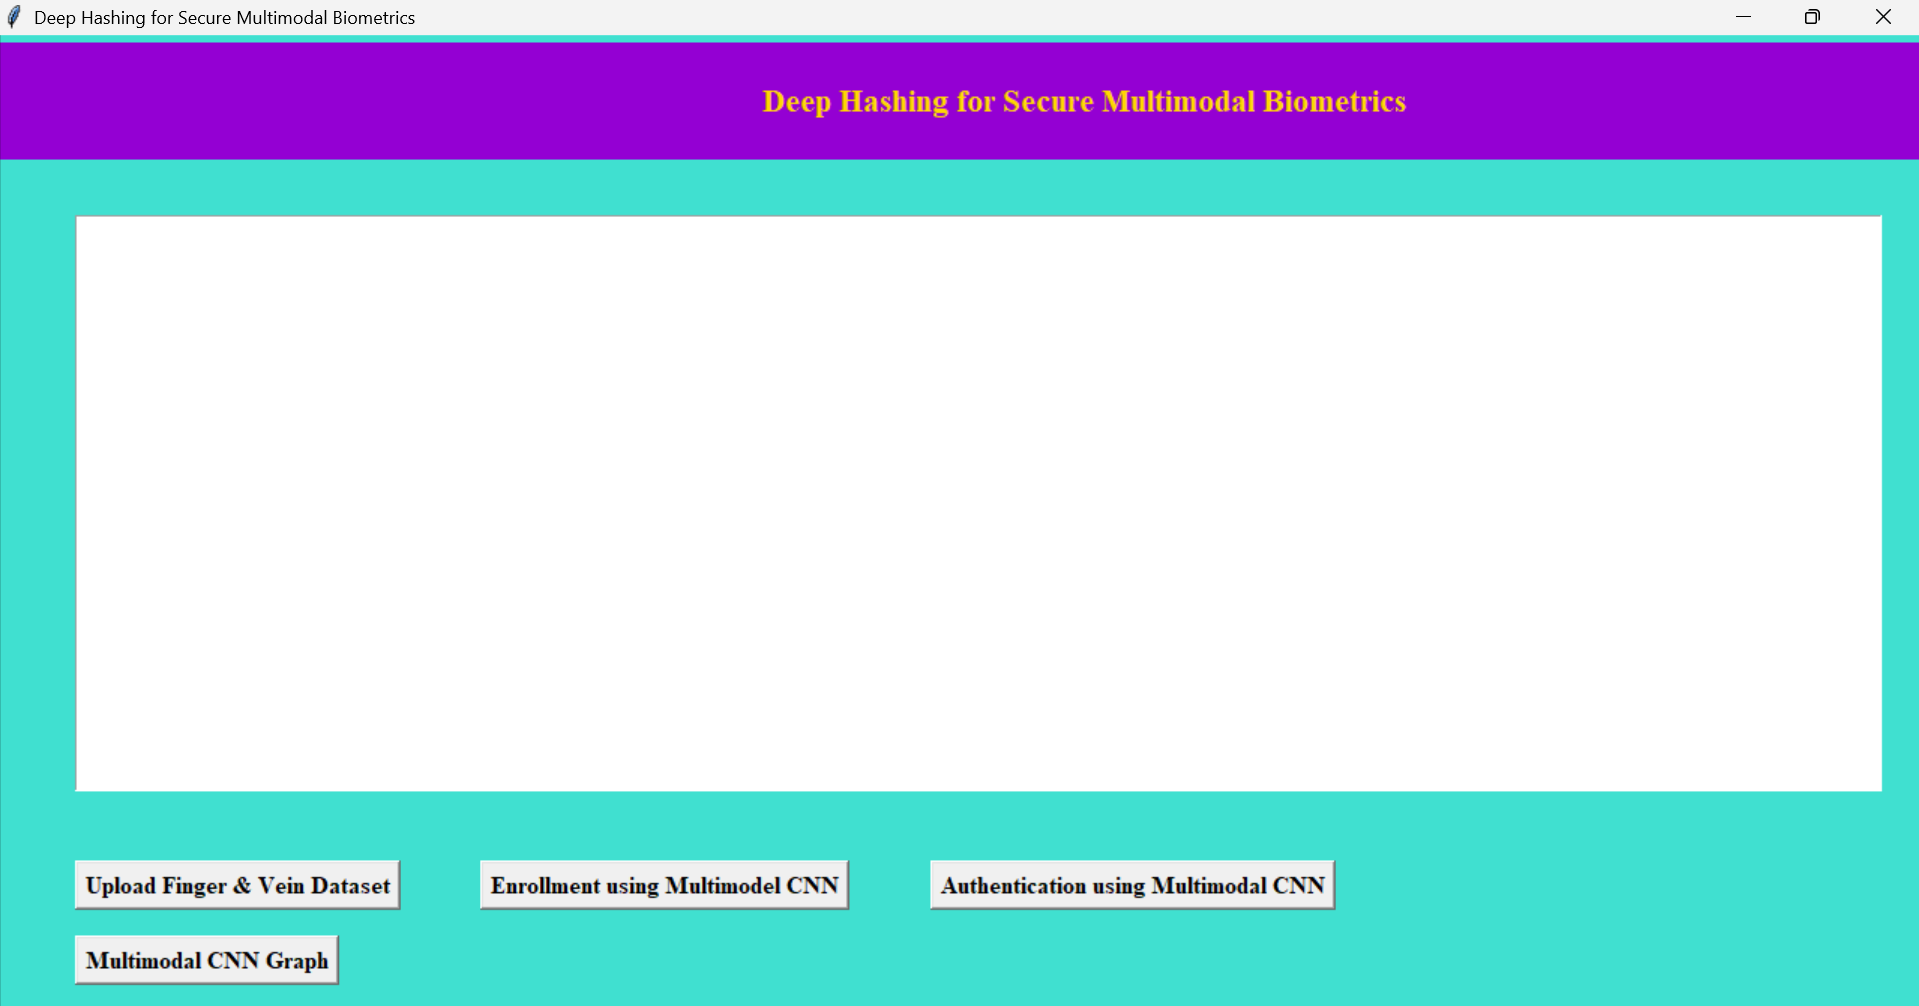 Deep Hashing for Secure Multimodal Biometrics
Deep Hashing for Secure Multimodal Biometrics
Upload Finger & Vein Dataset
Enrollment using Multimodel CNN
Authentication using Multimodal CNN
Multimodal CNN Graph